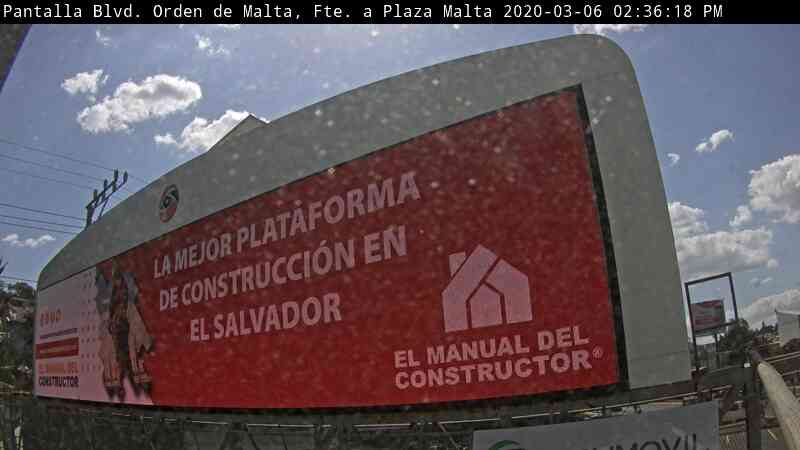 Pantalla Blvd. Orden de Malta, Fte. a Plaza Malta 2020-03-06 02:36:18 PM
LA MEJOR PLATAFORMA
DE CONSTRUCCIÓN EN
EL SALVADOR
EL MANUAL DEL
CONSTRUCTOR®
EL MANUAL DEL
CONSTRUCTOR